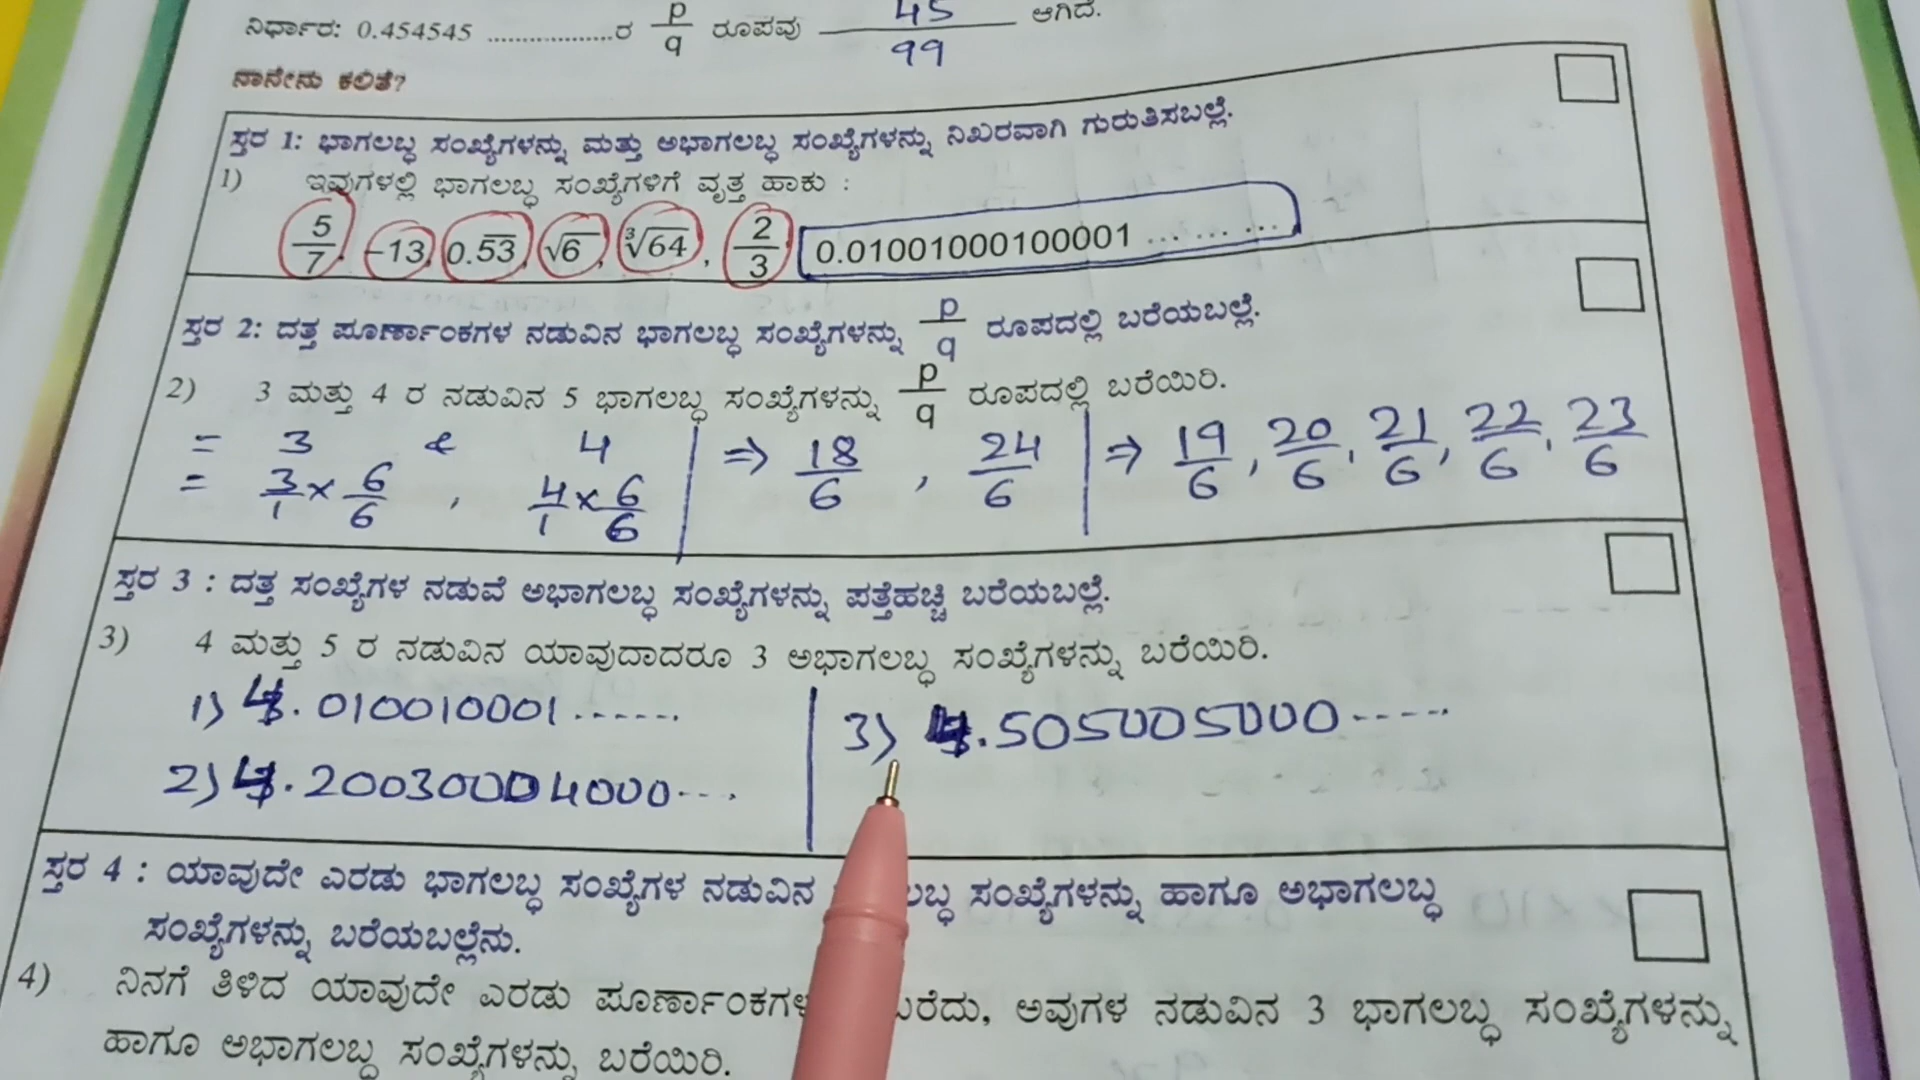 ನಿರ್ಧಾರ: 0.454545 ..................ರ p/q ರೂಪವು 45/99 ಆಗಿದೆ.
ನಾನೇನು ಕಲಿತೆ?
ಸ್ತರ 1: ಭಾಗಲಬ್ಧ ಸಂಖ್ಯೆಗಳನ್ನು ಮತ್ತು ಅಭಾಗಲಬ್ಧ ಸಂಖ್ಯೆಗಳನ್ನು ನಿಖರವಾಗಿ ಗುರುತಿಸಬಲ್ಲೆ.
1) ಇವುಗಳಲ್ಲಿ ಭಾಗಲಬ್ಧ ಸಂಖ್ಯೆಗಳಿಗೆ ವೃತ್ತ ಹಾಕು :
5/7, -13, 0.5̅3̅, √6, ∛64, 2/3 0.01001000100001 ... ... ...
ಸ್ತರ 2: ದತ್ತ ಪೂರ್ಣಾಂಕಗಳ ನಡುವಿನ ಭಾಗಲಬ್ಧ ಸಂಖ್ಯೆಗಳನ್ನು p/q ರೂಪದಲ್ಲಿ ಬರೆಯಬಲ್ಲೆ.
2) 3 ಮತ್ತು 4 ರ ನಡುವಿನ 5 ಭಾಗಲಬ್ಧ ಸಂಖ್ಯೆಗಳನ್ನು p/q ರೂಪದಲ್ಲಿ ಬರೆಯಿರಿ.
= 3 & 4
= 3/1 × 6/6 , 4/1 × 6/6
⇒ 18/6 , 24/6
⇒ 19/6, 20/6, 21/6, 22/6, 23/6
ಸ್ತರ 3 : ದತ್ತ ಸಂಖ್ಯೆಗಳ ನಡುವೆ ಅಭಾಗಲಬ್ಧ ಸಂಖ್ಯೆಗಳನ್ನು ಪತ್ತೆಹಚ್ಚಿ ಬರೆಯಬಲ್ಲೆ.
3) 4 ಮತ್ತು 5 ರ ನಡುವಿನ ಯಾವುದಾದರೂ 3 ಅಭಾಗಲಬ್ಧ ಸಂಖ್ಯೆಗಳನ್ನು ಬರೆಯಿರಿ.
1) 4.010010001......
2) 4.20030004000...
3) 4.505005000----
ಸ್ತರ 4 : ಯಾವುದೇ ಎರಡು ಭಾಗಲಬ್ಧ ಸಂಖ್ಯೆಗಳ ನಡುವಿನ ಸಂಖ್ಯೆಗಳನ್ನು ಹಾಗೂ ಅಭಾಗಲಬ್ಧ
ಸಂಖ್ಯೆಗಳನ್ನು ಬರೆಯಬಲ್ಲೆನು.
4) ನಿನಗೆ ತಿಳಿದ ಯಾವುದೇ ಎರಡು ಪೂರ್ಣಾಂಕಗಳ ಅವುಗಳ ನಡುವಿನ 3 ಭಾಗಲಬ್ಧ ಸಂಖ್ಯೆಗಳನ್ನು
ಹಾಗೂ ಅಭಾಗಲಬ್ಧ ಸಂಖ್ಯೆಗಳನ್ನು ಬರೆಯಿರಿ.